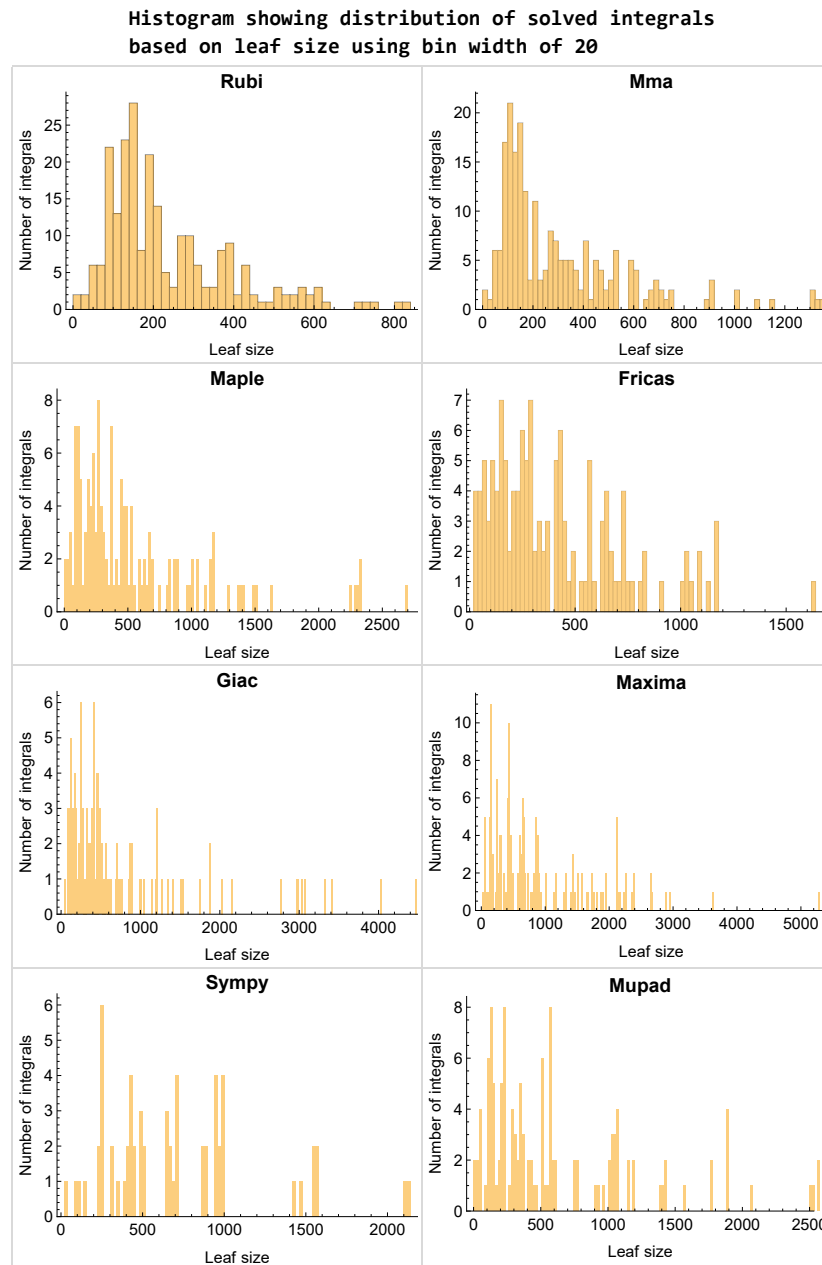 Histogram showing distribution of solved integrals
based on leaf size using bin width of 20
Rubi
Number of integrals
0
5
10
15
20
25
0 200 400 600 800
Leaf size
Mma
Number of integrals
0
5
10
15
20
0 200 400 600 800 1000 1200
Leaf size
Maple
Number of integrals
0
2
4
6
8
0 500 1000 1500 2000 2500
Leaf size
Fricas
Number of integrals
0
1
2
3
4
5
6
7
0 500 1000 1500
Leaf size
Giac
Number of integrals
0
1
2
3
4
5
6
0 1000 2000 3000 4000
Leaf size
Maxima
Number of integrals
0
2
4
6
8
10
0 1000 2000 3000 4000 5000
Leaf size
Sympy
Number of integrals
0
1
2
3
4
5
6
0 500 1000 1500 2000
Leaf size
Mupad
Number of integrals
0
2
4
6
8
0 500 1000 1500 2000
Leaf size